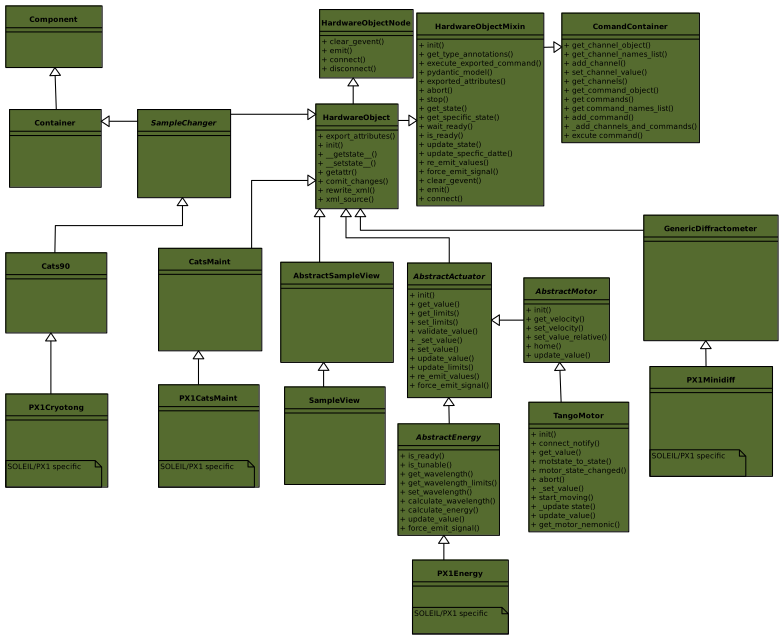 Component
Container
SampleChanger
HardwareObjectNode
+ clear_gevent()
+ emit()
+ connect()
+ disconnect()
HardwareObjectMixin
+ init()
+ get_type_annotations()
+ execute_exported_command()
+ pydantic_model()
+ exported_attributes()
+ abort()
+ stop()
+ get_state()
+ get_specific_state()
+ wait_ready()
+ is_ready()
+ update_state()
+ update_specfic_datte()
+ re_emit_values()
+ force_emit_signal()
+ clear_gevent()
+ emit()
+ connect()
ComandContainer
+ get_channel_object()
+ get_channel_names_list()
+ add_channel()
+ set_channel_value()
+ get_channels()
+ get_command_object()
+ get commands()
+ get command_names_list()
+ add_command()
+ _add_channels_and_commands()
+ excute command()
HardwareObject
+ export_attributes()
+ init()
+ __getstate__()
+ __setstate__()
+ getattr()
+ comit_changes()
+ rewrite_xml()
+ xml_source()
Cats90
CatsMaint
AbstractSampleView
AbstractActuator
+ init()
+ get_value()
+ get_limits()
+ set_limits()
+ validate_value()
+ _set_value()
+ set_value()
+ update_value()
+ update_limits()
+ re_emit_values()
+ force_emit_signal()
AbstractMotor
+ init()
+ get_velocity()
+ set_velocity()
+ set_value_relative()
+ home()
+ update_value()
GenericDiffractometer
PX1Cryotong
SOLEIL/PX1 specific
PX1CatsMaint
SOLEIL/PX1 specific
SampleView
AbstractEnergy
+ is_ready()
+ is_tunable()
+ get_wavelength()
+ get_wavelength_limits()
+ set_wavelength()
+ calculate_wavelength()
+ calculate_energy()
+ update_value()
+ force_emit_signal()
TangoMotor
+ init()
+ connect_notify()
+ get_value()
+ motstate_to_state()
+ motor_state_changed()
+ abort()
+ _set_value()
+ start_moving()
+ _update state()
+ update_value()
+ get_motor_nemonic()
PX1Minidiff
SOLEIL/PX1 specific
PX1Energy
SOLEIL/PX1 specific